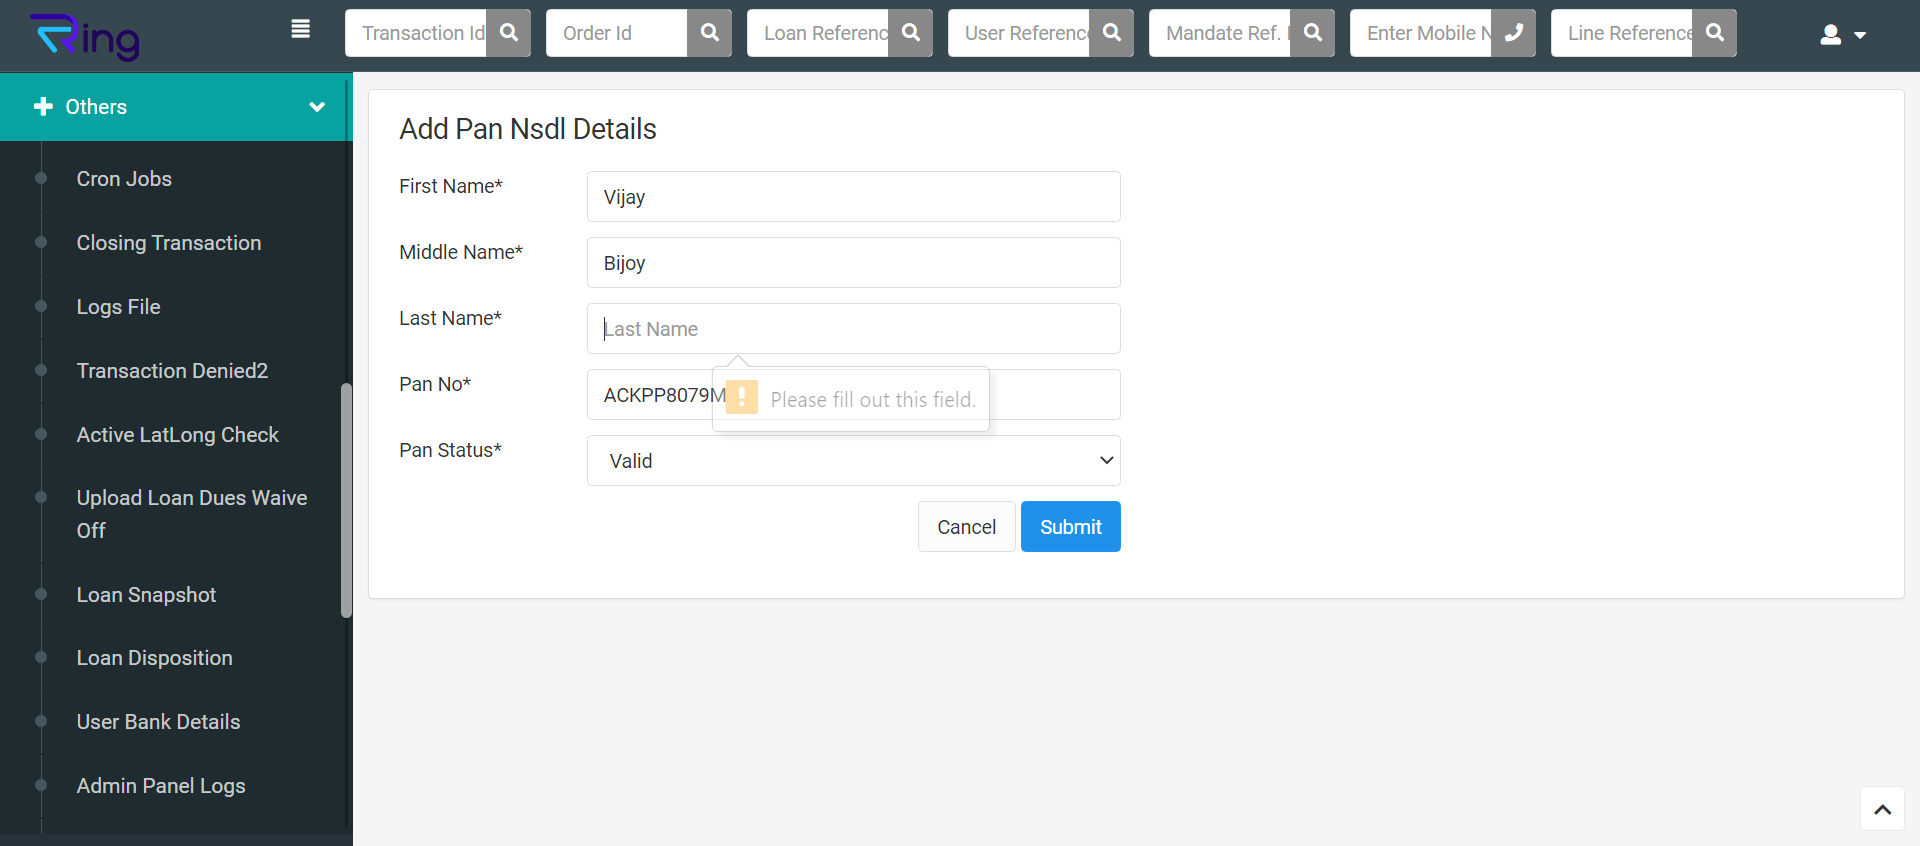 Ring
Transaction Id
Order Id
Loan Referenc
User Referenc
Mandate Ref.
Enter Mobile N
Line Reference
Others
Cron Jobs
Closing Transaction
Logs File
Transaction Denied2
Active LatLong Check
Upload Loan Dues Waive
Off
Loan Snapshot
Loan Disposition
User Bank Details
Admin Panel Logs
Add Pan Nsdl Details
First Name*
Vijay
Middle Name*
Bijoy
Last Name*
Last Name
Pan No*
ACKPP8079M
Please fill out this field.
Pan Status*
Valid
Cancel
Submit